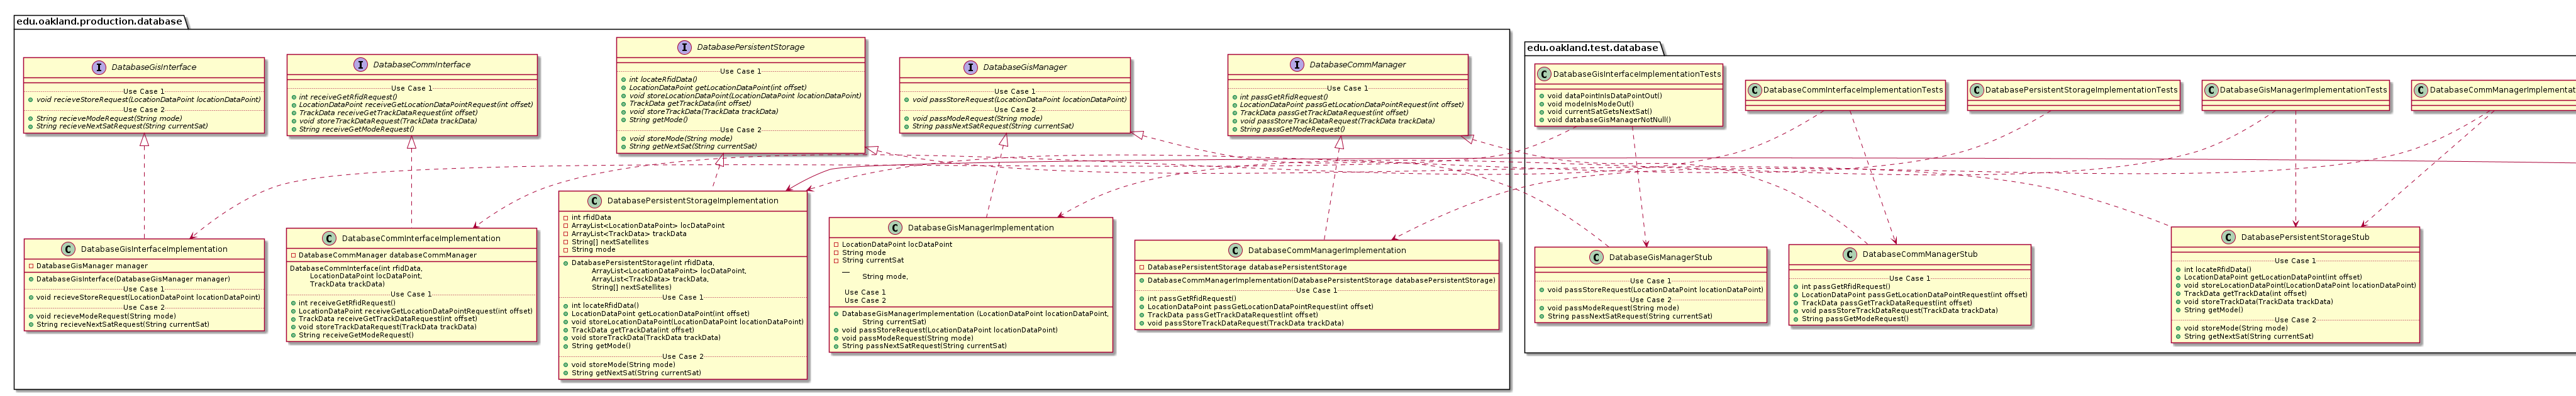 edu.oakland.production.database
I DatabaseGisInterface
Use Case 1
void recieveStoreRequest(LocationDataPoint locationDataPoint)
Use Case 2
String recieveModeRequest(String mode)
String recieveNextSatRequest(String currentSat)
I DatabaseCommInterface
Use Case 1
int receiveGetRfidRequest()
LocationDataPoint receiveGetLocationDataPointRequest(int offset)
TrackData receiveGetTrackDataRequest(int offset)
void storeTrackDataRequest(TrackData trackData)
String receiveGetModeRequest()
I DatabasePersistentStorage
Use Case 1
int locateRfidData()
LocationDataPoint getLocationDataPoint(int offset)
void storeLocationDataPoint(LocationDataPoint locationDataPoint)
TrackData getTrackData(int offset)
void storeTrackData(TrackData trackData)
String getMode()
Use Case 2
void storeMode(String mode)
String getNextSat(String currentSat)
I DatabaseGisManager
Use Case 1
void passStoreRequest(LocationDataPoint locationDataPoint)
Use Case 2
void passModeRequest(String mode)
String passNextSatRequest(String currentSat)
I DatabaseCommManager
Use Case 1
int passGetRfidRequest()
LocationDataPoint passGetLocationDataPointRequest(int offset)
TrackData passGetTrackDataRequest(int offset)
void passStoreTrackDataRequest(TrackData trackData)
String passGetModeRequest()
C DatabaseGisInterfaceImplementation
DatabaseGisManager manager
DatabaseGisInterface(DatabaseGisManager manager)
Use Case 1
void recieveStoreRequest(LocationDataPoint locationDataPoint)
Use Case 2
void recieveModeRequest(String mode)
String recieveNextSatRequest(String currentSat)
C DatabaseCommInterfaceImplementation
DatabaseCommManager databaseCommManager
DatabaseCommInterface(int rfidData,
LocationDataPoint locDataPoint,
TrackData trackData)
Use Case 1
int receiveGetRfidRequest()
LocationDataPoint receiveGetLocationDataPointRequest(int offset)
TrackData receiveGetTrackDataRequest(int offset)
void storeTrackDataRequest(TrackData trackData)
String receiveGetModeRequest()
C DatabasePersistentStorageImplementation
int rfidData
ArrayList<LocationDataPoint> locDataPoint
ArrayList<TrackData> trackData
String[] nextSatellites
String mode
DatabasePersistentStorage(int rfidData,
ArrayList<LocationDataPoint> locDataPoint,
ArrayList<TrackData> trackData,
String[] nextSatellites)
Use Case 1
int locateRfidData()
LocationDataPoint getLocationDataPoint(int offset)
void storeLocationDataPoint(LocationDataPoint locationDataPoint)
TrackData getTrackData(int offset)
void storeTrackData(TrackData trackData)
String getMode()
Use Case 2
void storeMode(String mode)
String getNextSat(String currentSat)
C DatabaseGisManagerImplementation
LocationDataPoint locDataPoint
String mode
String currentSat
String mode,
Use Case 1
Use Case 2
DatabaseGisManagerImplementation (LocationDataPoint locationDataPoint,
String currentSat)
void passStoreRequest(LocationDataPoint locationDataPoint)
void passModeRequest(String mode)
String passNextSatRequest(String currentSat)
C DatabaseCommManagerImplementation
DatabasePersistentStorage databasePersistentStorage
DatabaseCommManagerImplementation(DatabasePersistentStorage databasePersistentStorage)
Use Case 1
int passGetRfidRequest()
LocationDataPoint passGetLocationDataPointRequest(int offset)
TrackData passGetTrackDataRequest(int offset)
void passStoreTrackDataRequest(TrackData trackData)
edu.oakland.test.database
C DatabaseGisInterfaceImplementationTests
void dataPointInIsDataPointOut()
void modeInIsModeOut()
void currentSatGetsNextSat()
void databaseGisManagerNotNull()
C DatabaseCommInterfaceImplementationTests
C DatabasePersistentStorageImplementationTests
C DatabaseGisManagerImplementationTests
C DatabaseCommManagerImplementat
C DatabaseGisManagerStub
Use Case 1
void passStoreRequest(LocationDataPoint locationDataPoint)
Use Case 2
void passModeRequest(String mode)
String passNextSatRequest(String currentSat)
C DatabaseCommManagerStub
Use Case 1
int passGetRfidRequest()
LocationDataPoint passGetLocationDataPointRequest(int offset)
TrackData passGetTrackDataRequest(int offset)
void passStoreTrackDataRequest(TrackData trackData)
String passGetModeRequest()
C DatabasePersistentStorageStub
Use Case 1
int locateRfidData()
LocationDataPoint getLocationDataPoint(int offset)
void storeLocationDataPoint(LocationDataPoint locationDataPoint)
TrackData getTrackData(int offset)
void storeTrackData(TrackData trackData)
String getMode()
Use Case 2
void storeMode(String mode)
String getNextSat(String currentSat)